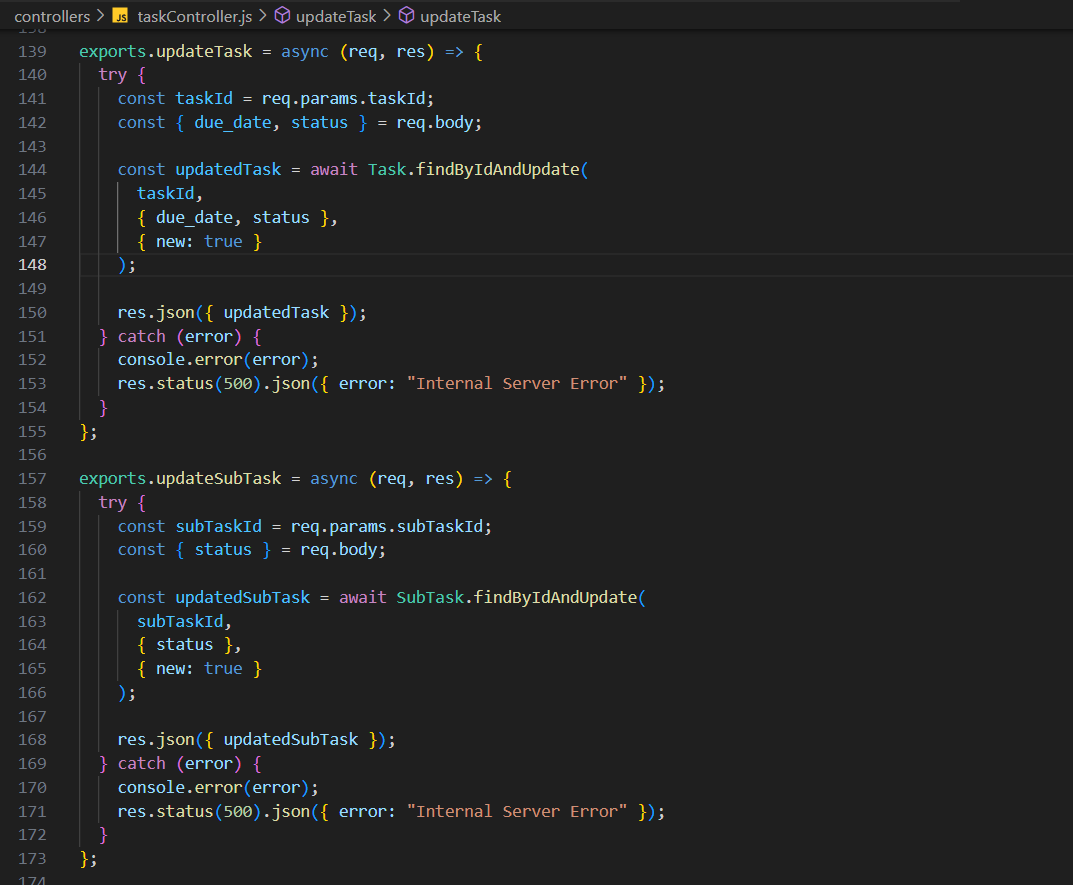 controllers > JS taskController.js > updateTask > updateTask
138
139 exports.updateTask = async (req, res) => {
140 try {
141 const taskId = req.params.taskId;
142 const { due_date, status } = req.body;
143
144 const updatedTask = await Task.findByIdAndUpdate(
145 taskId,
146 { due_date, status },
147 { new: true }
148 );
149
150 res.json({ updatedTask });
151 } catch (error) {
152 console.error(error);
153 res.status(500).json({ error: "Internal Server Error" });
154 }
155 };
156
157 exports.updateSubTask = async (req, res) => {
158 try {
159 const subTaskId = req.params.subTaskId;
160 const { status } = req.body;
161
162 const updatedSubTask = await SubTask.findByIdAndUpdate(
163 subTaskId,
164 { status },
165 { new: true }
166 );
167
168 res.json({ updatedSubTask });
169 } catch (error) {
170 console.error(error);
171 res.status(500).json({ error: "Internal Server Error" });
172 }
173 };
174